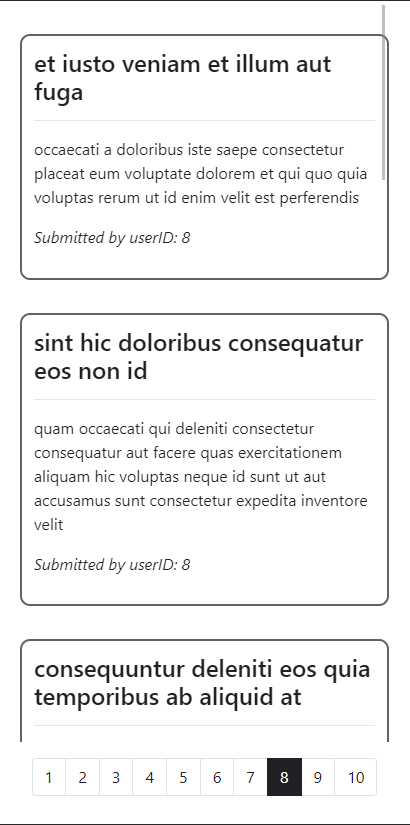 et iusto veniam et illum aut
fuga
occaecati a doloribus iste saepe consectetur
placeat eum voluptate dolorem et qui quo quia
voluptas rerum ut id enim velit est perferendis
Submitted by userID: 8
sint hic doloribus consequatur
eos non id
quam occaecati qui deleniti consectetur
consequatur aut facere quas exercitationem
aliquam hic voluptas neque id sunt ut aut
accusamus sunt consectetur expedita inventore
velit
Submitted by userID: 8
consequuntur deleniti eos quia
temporibus ab aliquid at
1 2 3 4 5 6 7 8 9 10